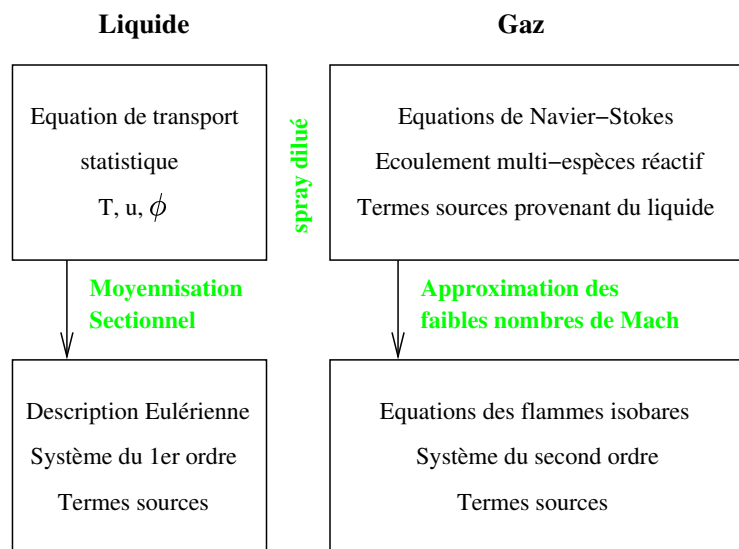 Liquide
Gaz
Equation de transport
statistique
T, u, ϕ
spray dilué
Equations de Navier−Stokes
Ecoulement multi−espèces réactif
Termes sources provenant du liquide
Moyennisation
Sectionnel
Approximation des
faibles nombres de Mach
Description Eulérienne
Système du 1er ordre
Termes sources
Equations des flammes isobares
Système du second ordre
Termes sources